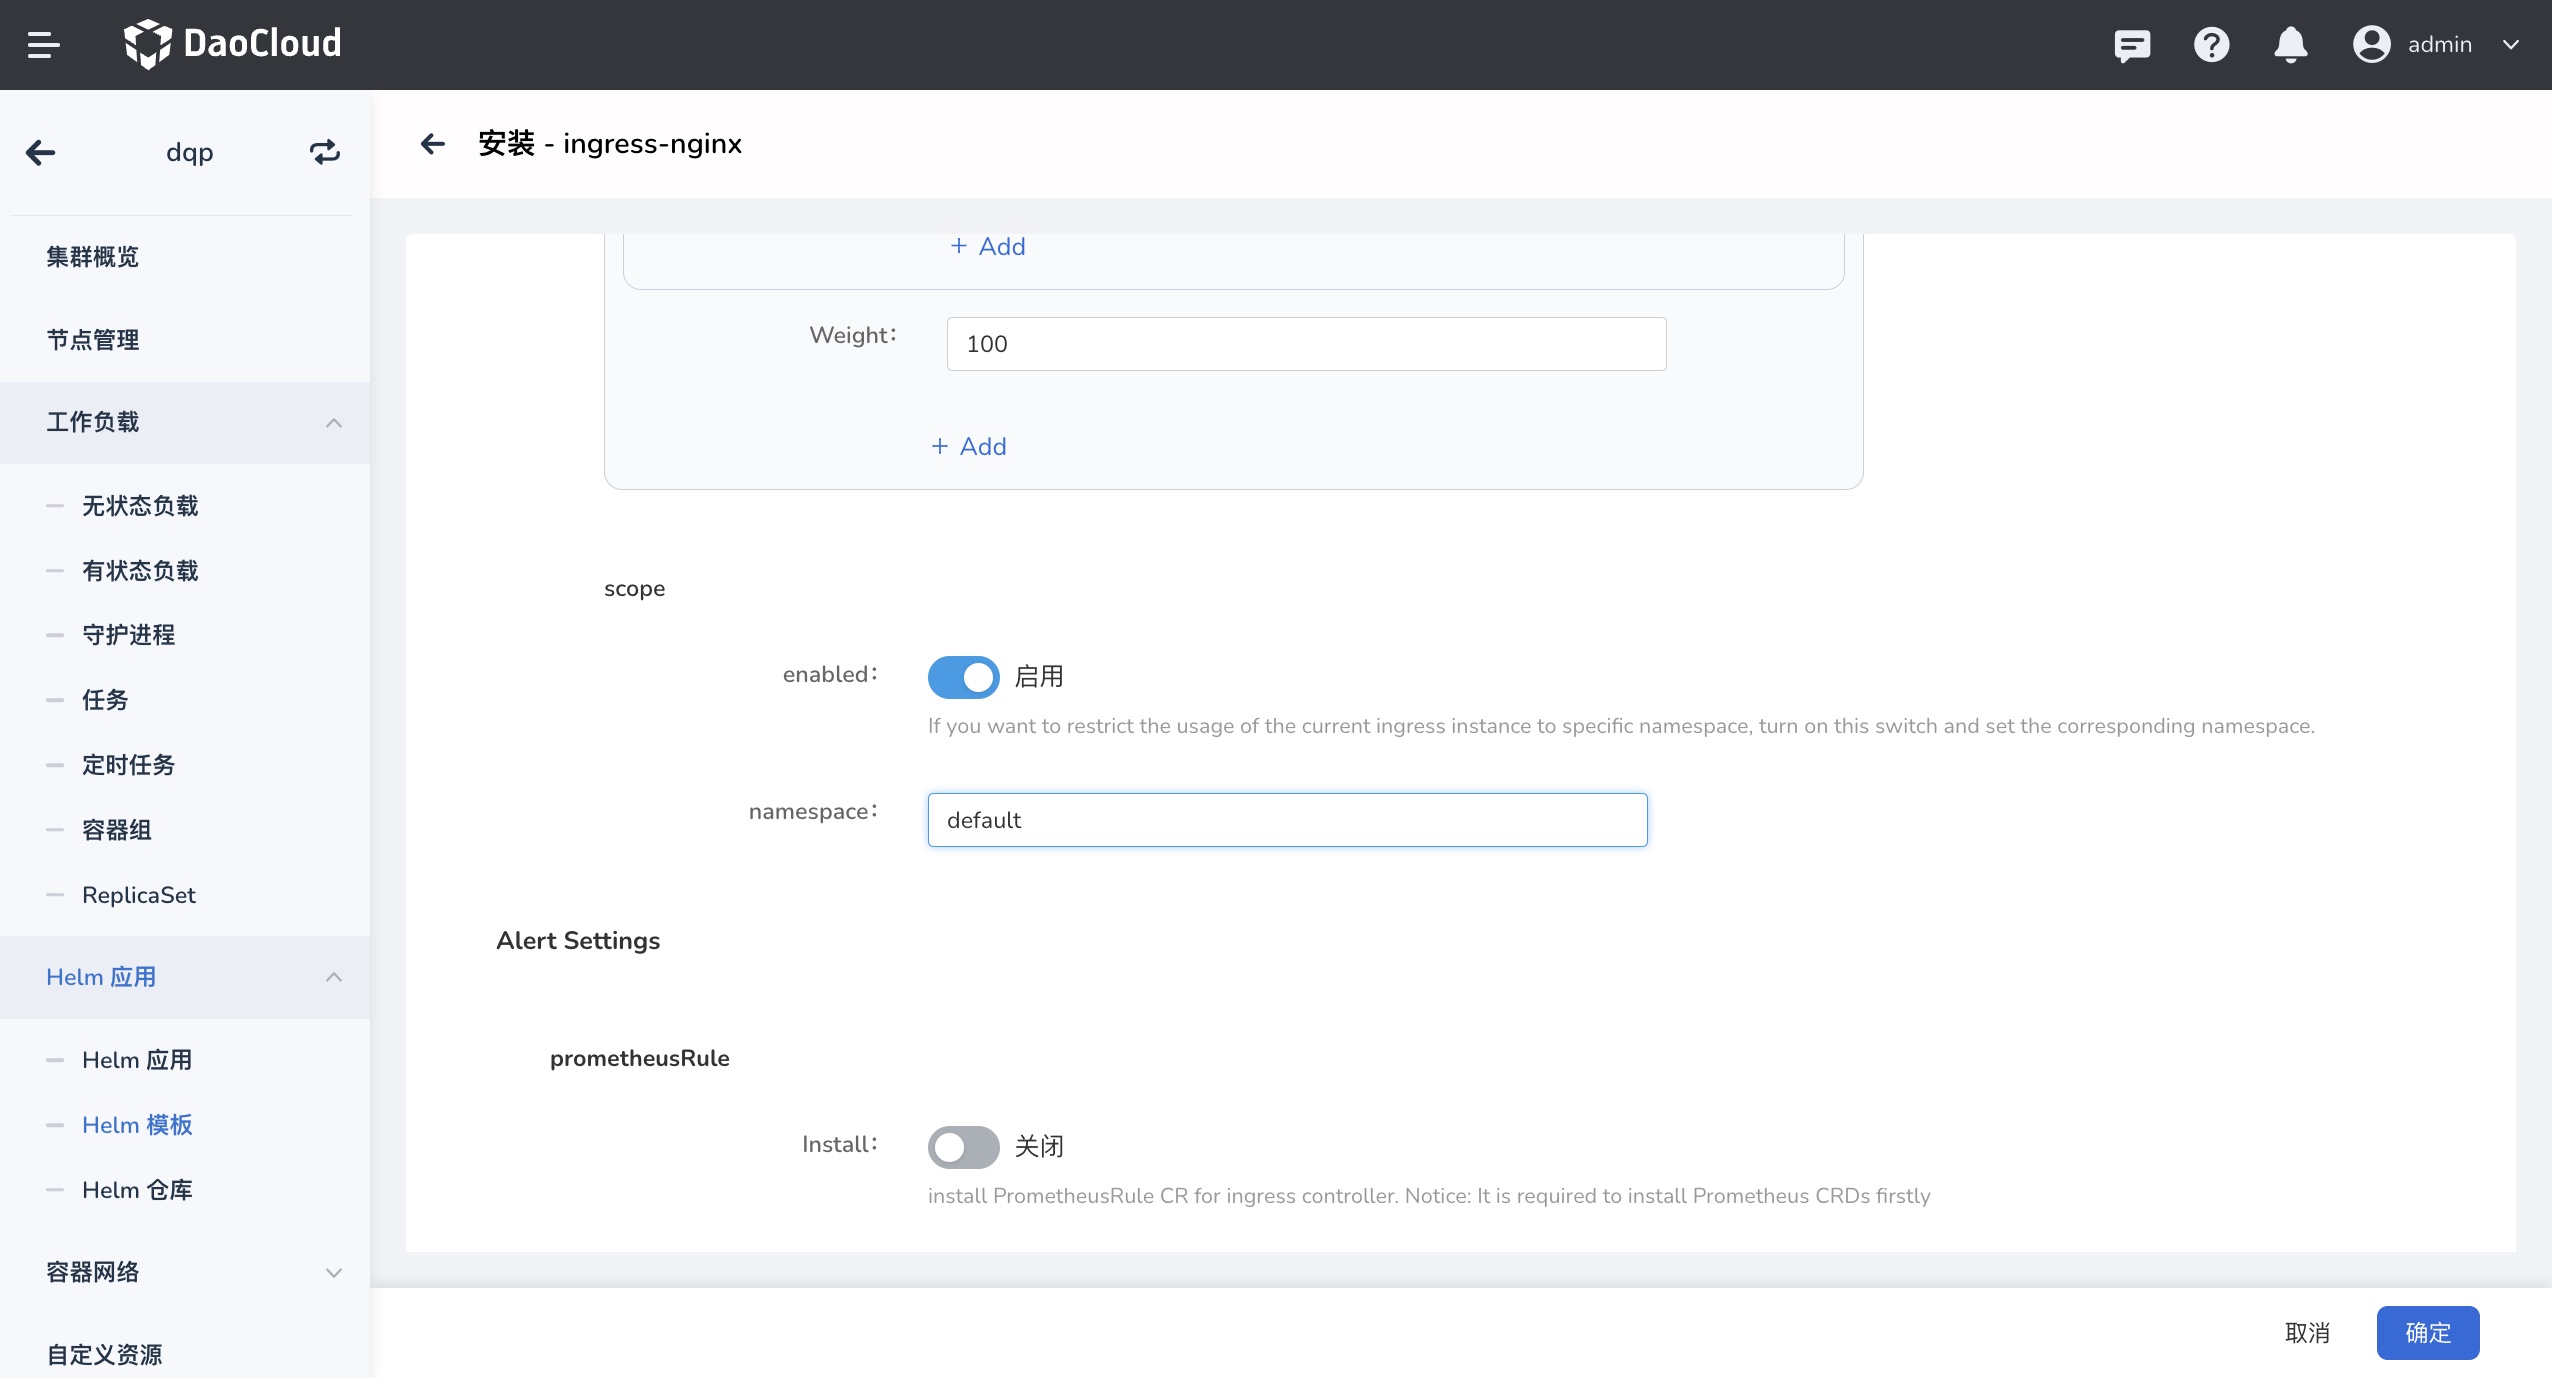 DaoCloud
admin
dqp
集群概览
节点管理
工作负载
无状态负载
有状态负载
守护进程
任务
定时任务
容器组
ReplicaSet
Helm 应用
Helm 应用
Helm 模板
Helm 仓库
容器网络
自定义资源
安装 - ingress-nginx
+ Add
Weight: 100
+ Add
scope
enabled: 启用
If you want to restrict the usage of the current ingress instance to specific namespace, turn on this switch and set the corresponding namespace.
namespace: default
Alert Settings
prometheusRule
Install: 关闭
install PrometheusRule CR for ingress controller. Notice: It is required to install Prometheus CRDs firstly
取消 确定